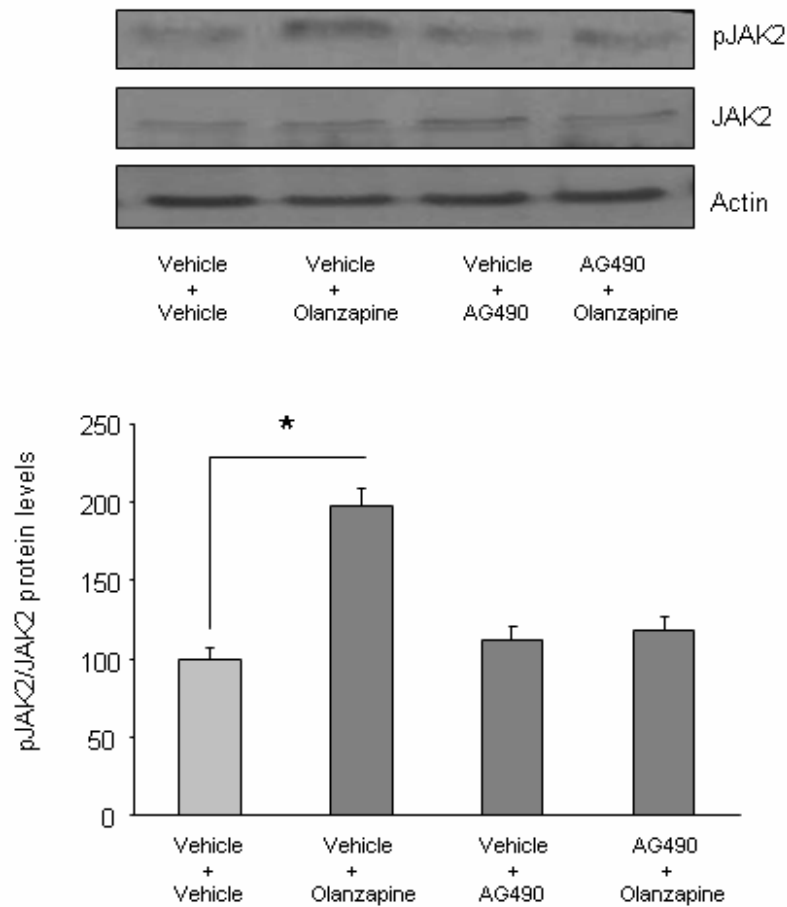 pJAK2
JAK2
Actin
Vehicle
+
Vehicle
Vehicle
+
Olanzapine
Vehicle
+
AG490
AG490
+
Olanzapine
pJAK2/JAK2 protein levels
250
200
150
100
50
0
*
Vehicle
+
Vehicle
Vehicle
+
Olanzapine
Vehicle
+
AG490
AG490
+
Olanzapine